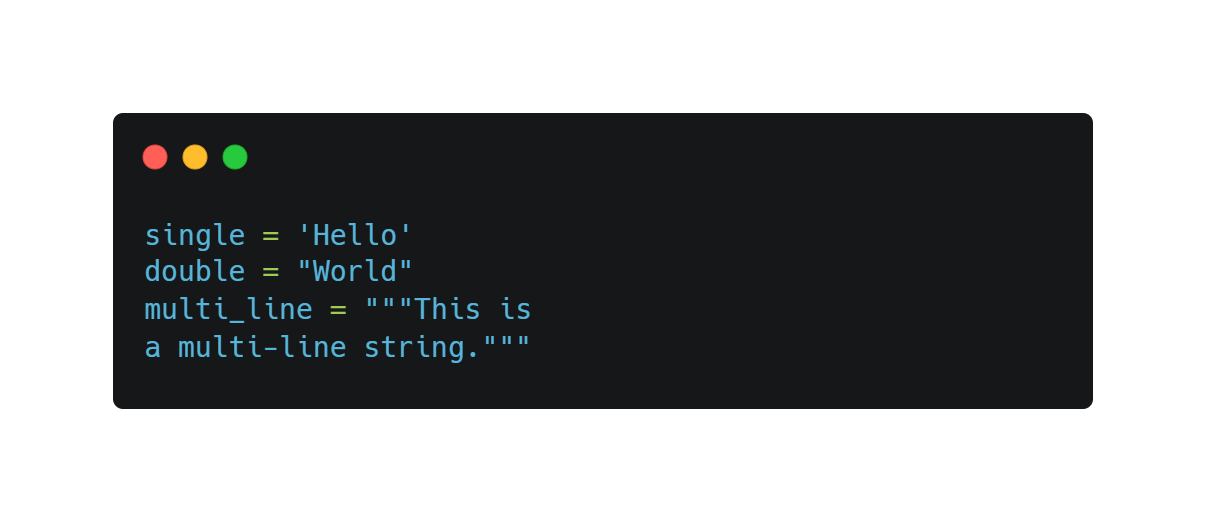 single = 'Hello'
double = "World"
multi_line = """This is
a multi-line string."""